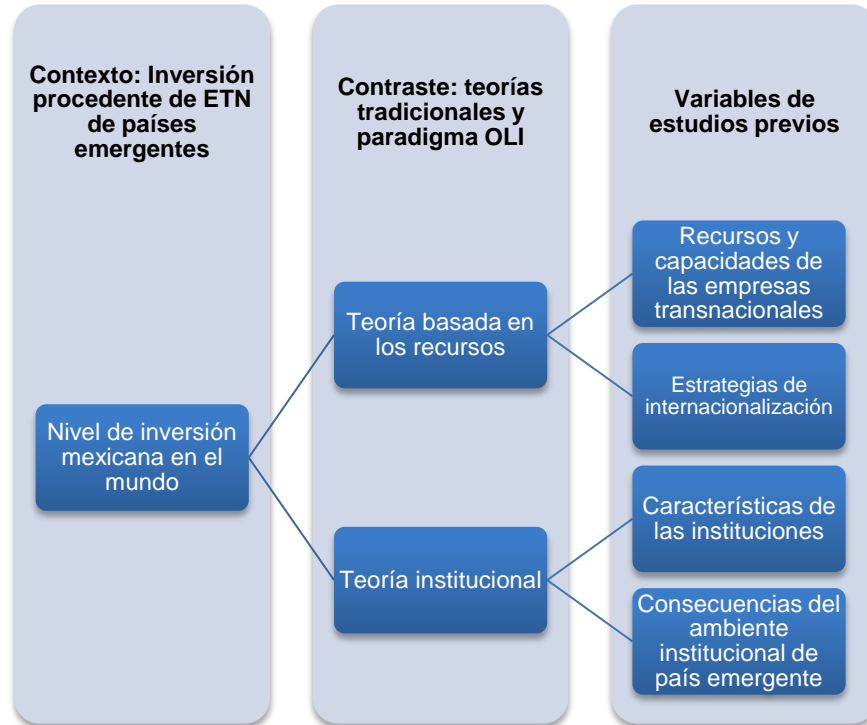 Contexto: Inversión
procedente de ETN
de países
emergentes
Nivel de inversión
mexicana en el
mundo
Contraste: teorías
tradicionales y
paradigma OLI
Teoría basada en
los recursos
Teoría institucional
Variables de
estudios previos
Recursos y
capacidades de
las empresas
transnacionales
Estrategias de
internacionalización
Características de
las instituciones
Consecuencias del
ambiente
institucional de
país emergente